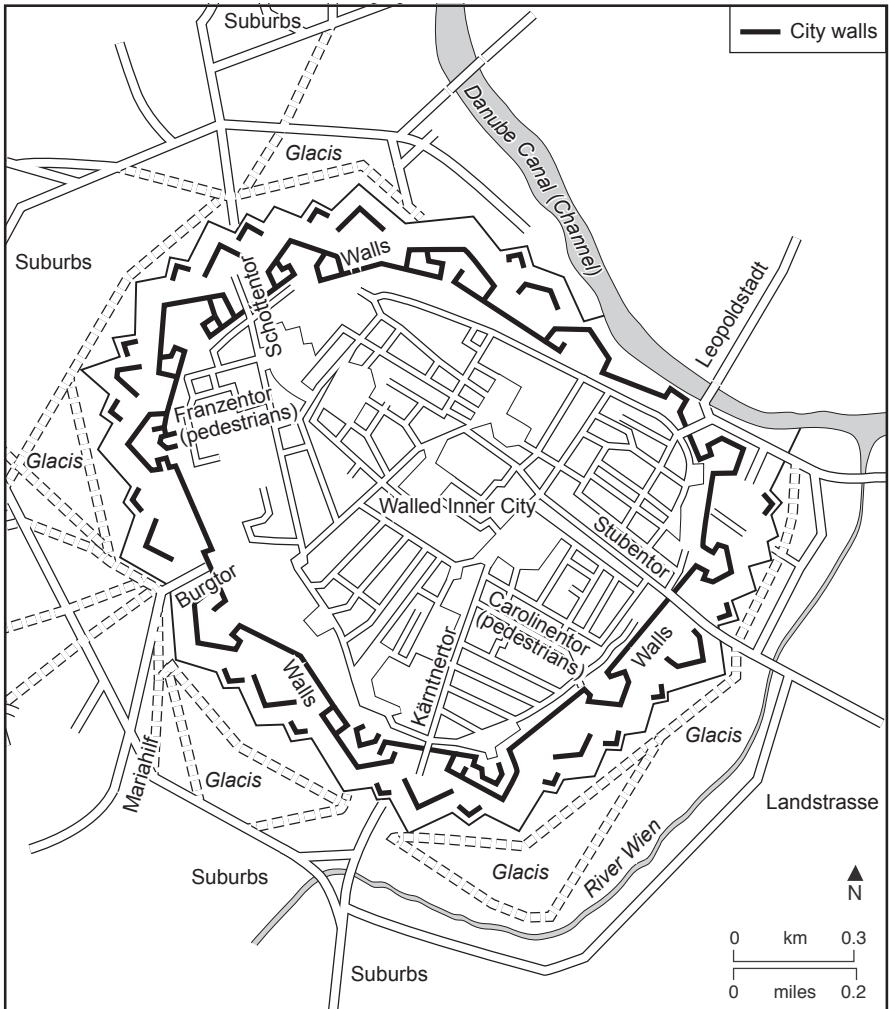 Suburbs
City walls
Danube Canal (Channel)
Glacis
Suburbs
Walls
Schottentor
Leopoldstadt
Franzentor
(pedestrians)
Glacis
Walled Inner City
Stubentor
Burgtor
Carolinentor
(pedestrians)
Walls
Walls
Kärntnertor
Glacis
Mariahilf
Glacis
Landstrasse
River Wien
Glacis
Suburbs
N
0 km 0.3
Suburbs
0 miles 0.2